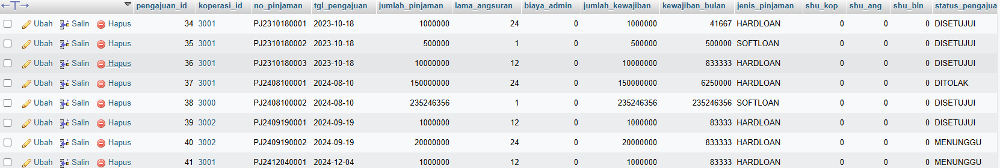 pengajuan_id koperasi_id no_pinjaman tgl_pengajuan jumlah_pinjaman lama_angsuran biaya_admin jumlah_kewajiban kewajiban_bulan jenis_pinjaman shu_kop shu_ang shu_bln status_pengajua
Ubah Salin Hapus 34 3001 PJ2310180001 2023-10-18 1000000 24 0 1000000 41667 HARDLOAN 0 0 0 DISETUJUI
Ubah Salin Hapus 35 3001 PJ2310180002 2023-10-18 500000 1 0 500000 500000 SOFTLOAN 0 0 0 DISETUJUI
Ubah Salin Hapus 36 3001 PJ2310180003 2023-10-18 10000000 12 0 10000000 833333 HARDLOAN 0 0 0 DISETUJUI
Ubah Salin Hapus 37 3001 PJ2408100001 2024-08-10 150000000 24 0 150000000 6250000 HARDLOAN 0 0 0 DITOLAK
Ubah Salin Hapus 38 3000 PJ2408100002 2024-08-10 235246356 1 0 235246356 235246356 SOFTLOAN 0 0 0 DISETUJUI
Ubah Salin Hapus 39 3002 PJ2409190001 2024-09-19 1000000 12 0 1000000 83333 HARDLOAN 0 0 0 DISETUJUI
Ubah Salin Hapus 40 3002 PJ2409190002 2024-09-19 20000000 24 0 20000000 833333 HARDLOAN 0 0 0 MENUNGGU
Ubah Salin Hapus 41 3001 PJ2412040001 2024-12-04 1000000 12 0 1000000 83333 HARDLOAN 0 0 0 MENUNGGU